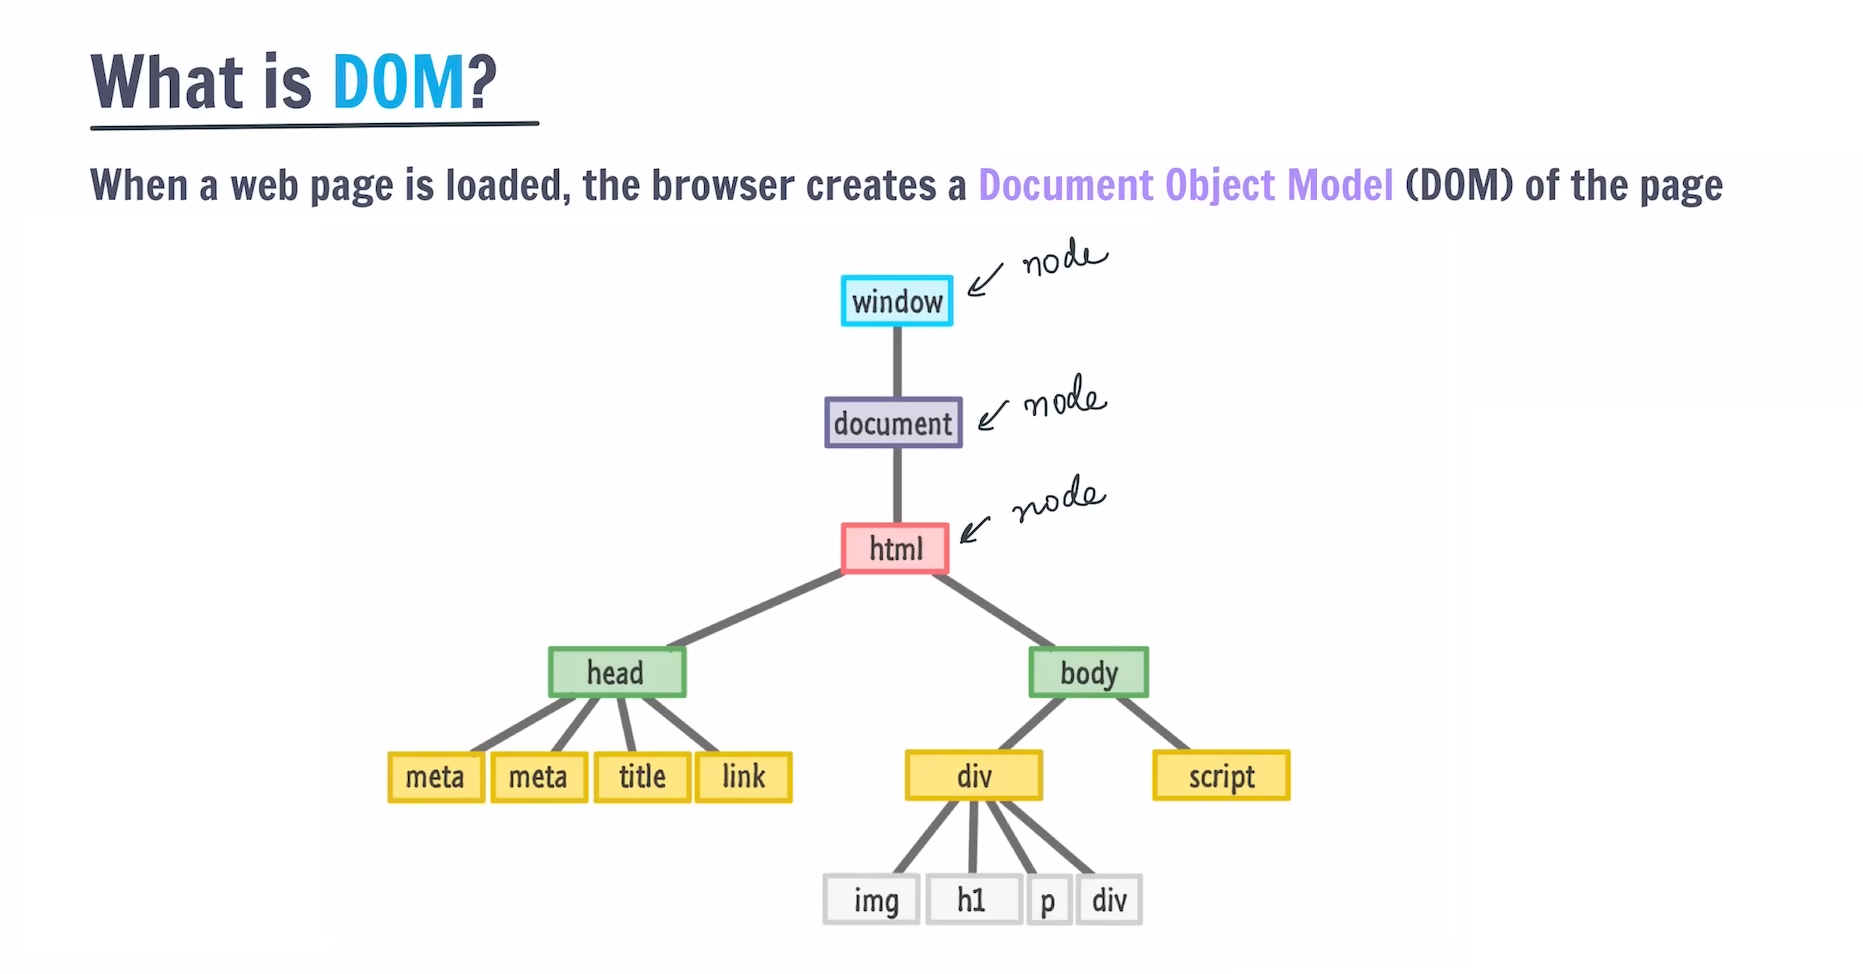 What is DOM?
When a web page is loaded, the browser creates a Document Object Model (DOM) of the page
node
window
node
document
node
html
head
body
meta meta title link
div
script
img h1 p div